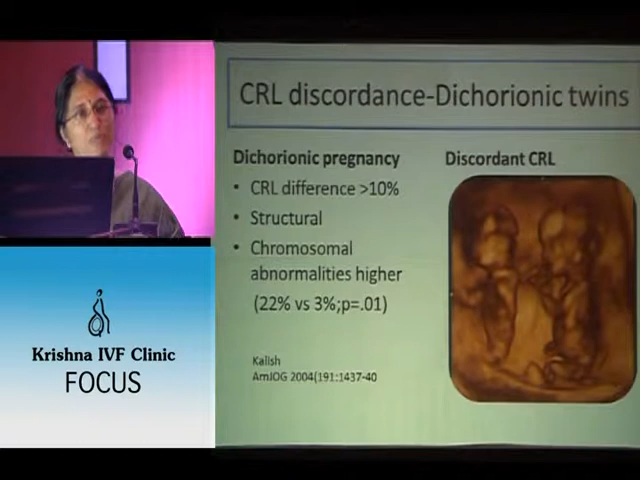 CRL discordance-Dichorionic twins
Dichorionic pregnancy
• CRL difference >10%
• Structural
• Chromosomal
abnormalities higher
(22% vs 3%;p=.01)
Kalish
AmJOG 2004(191:1437-40
Discordant CRL
Krishna IVF Clinic
FOCUS